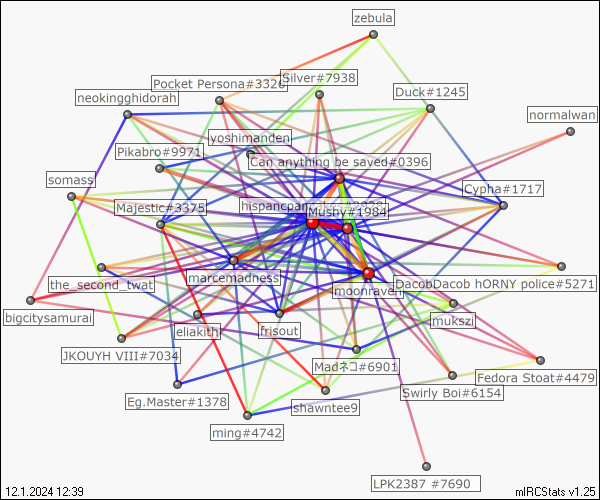 zebula
Silver#7938
Pocket Persona#3326
Duck#1245
neokingghidorah
normalwan
yoshimanden
Pikabro#9971
Can anything be saved#0396
somass
Cypha#1717
Majestic#3375
Mushy#1984
marcemadness
the_second_twat
moonraven
DacobDacob hORNY police#5271
bigcitysamurai
eliakith
frisout
mukszi
JKOUYH VIII#7034
Madネコ#6901
Fedora Stoat#4479
Swirly Boi#6154
Eg.Master#1378
shawntee9
ming#4742
LPK2387 #7690
12.1.2024 12:39
mIRCStats v1.25